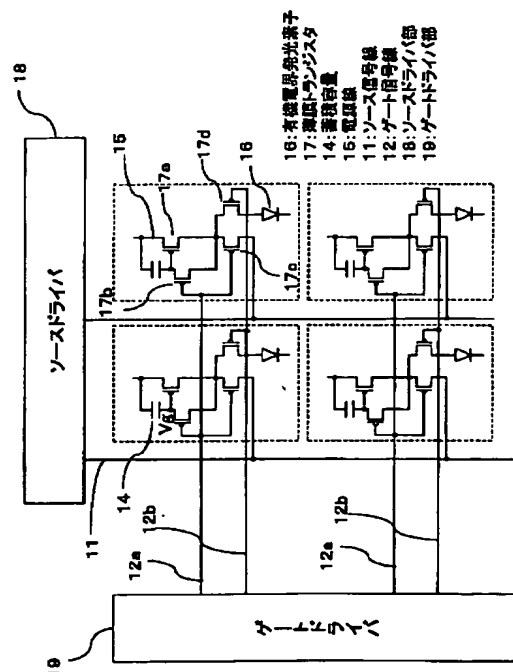 18
ソースドライバ
15
17a
17d
16
17b
17c
14
Vg
11
12a
12b
12a
12b
ゲートドライバ
19
16:有機電界発光素子
17:薄膜トランジスタ
14:蓄積容量
15:電源線
11:ソース信号線
12:ゲート信号線
18:ソースドライバ部
19:ゲートドライバ部